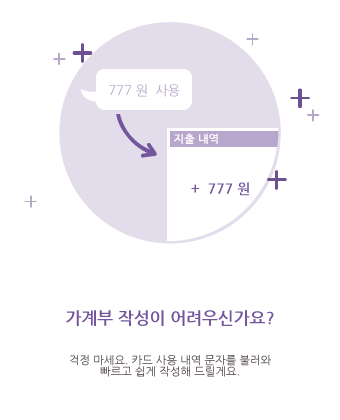 777 원 사용
지출 내역
+ 777 원
가계부 작성이 어려우신가요?
걱정 마세요. 카드 사용 내역 문자를 불러와
빠르고 쉽게 작성해 드릴게요.